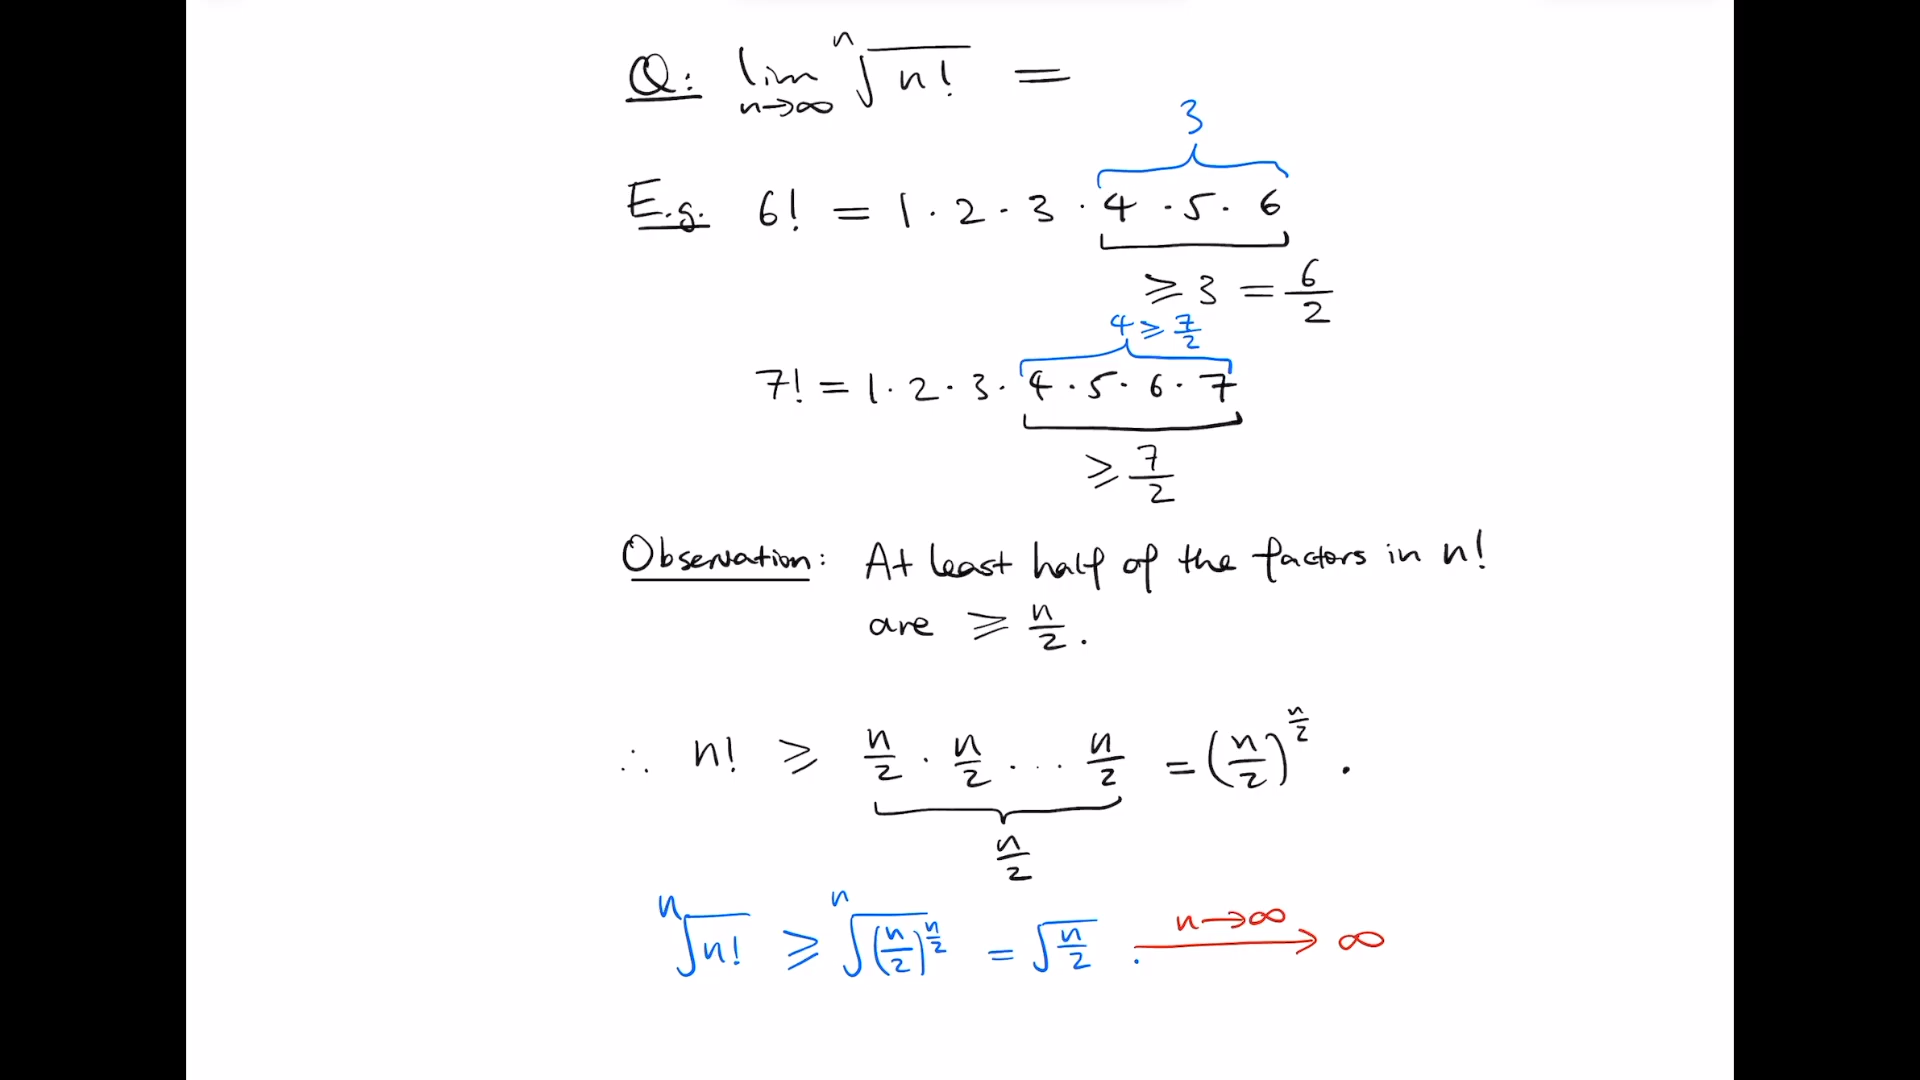 Q: lim n→∞ ⁿ√n! =
3
E.g. 6! = 1 · 2 · 3 · 4 · 5 · 6
≥ 3 = 6/2
4 ≥ 7/2
7! = 1 · 2 · 3 · 4 · 5 · 6 · 7
≥ 7/2
Observation: At least half of the factors in n!
are ≥ n/2.
∴ n! ≥ n/2 · n/2 · ... n/2 = (n/2)^(n/2).
n/2
ⁿ√n! ≥ ⁿ√(n/2)^(n/2) = √(n/2). n→∞ ⟶ ∞